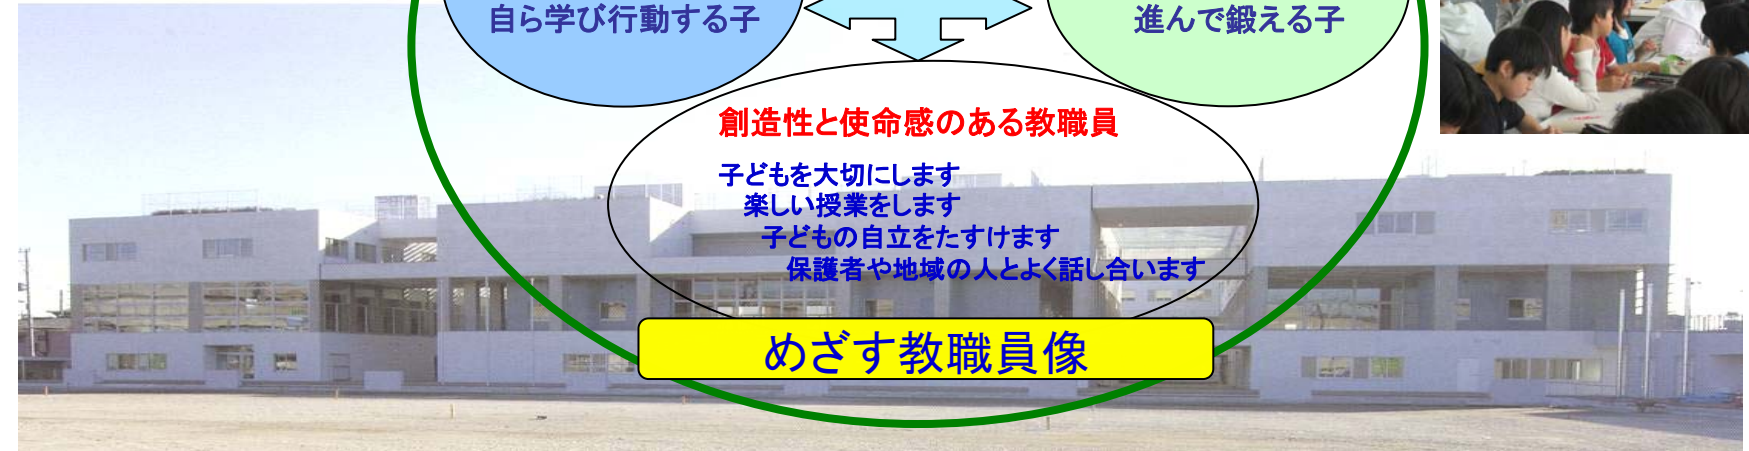 自ら学び行動する子
進んで鍛える子
創造性と使命感のある教職員
子どもを大切にします
楽しい授業をします
子どもの自立をたすけます
保護者や地域の人とよく話し合います
めざす教職員像